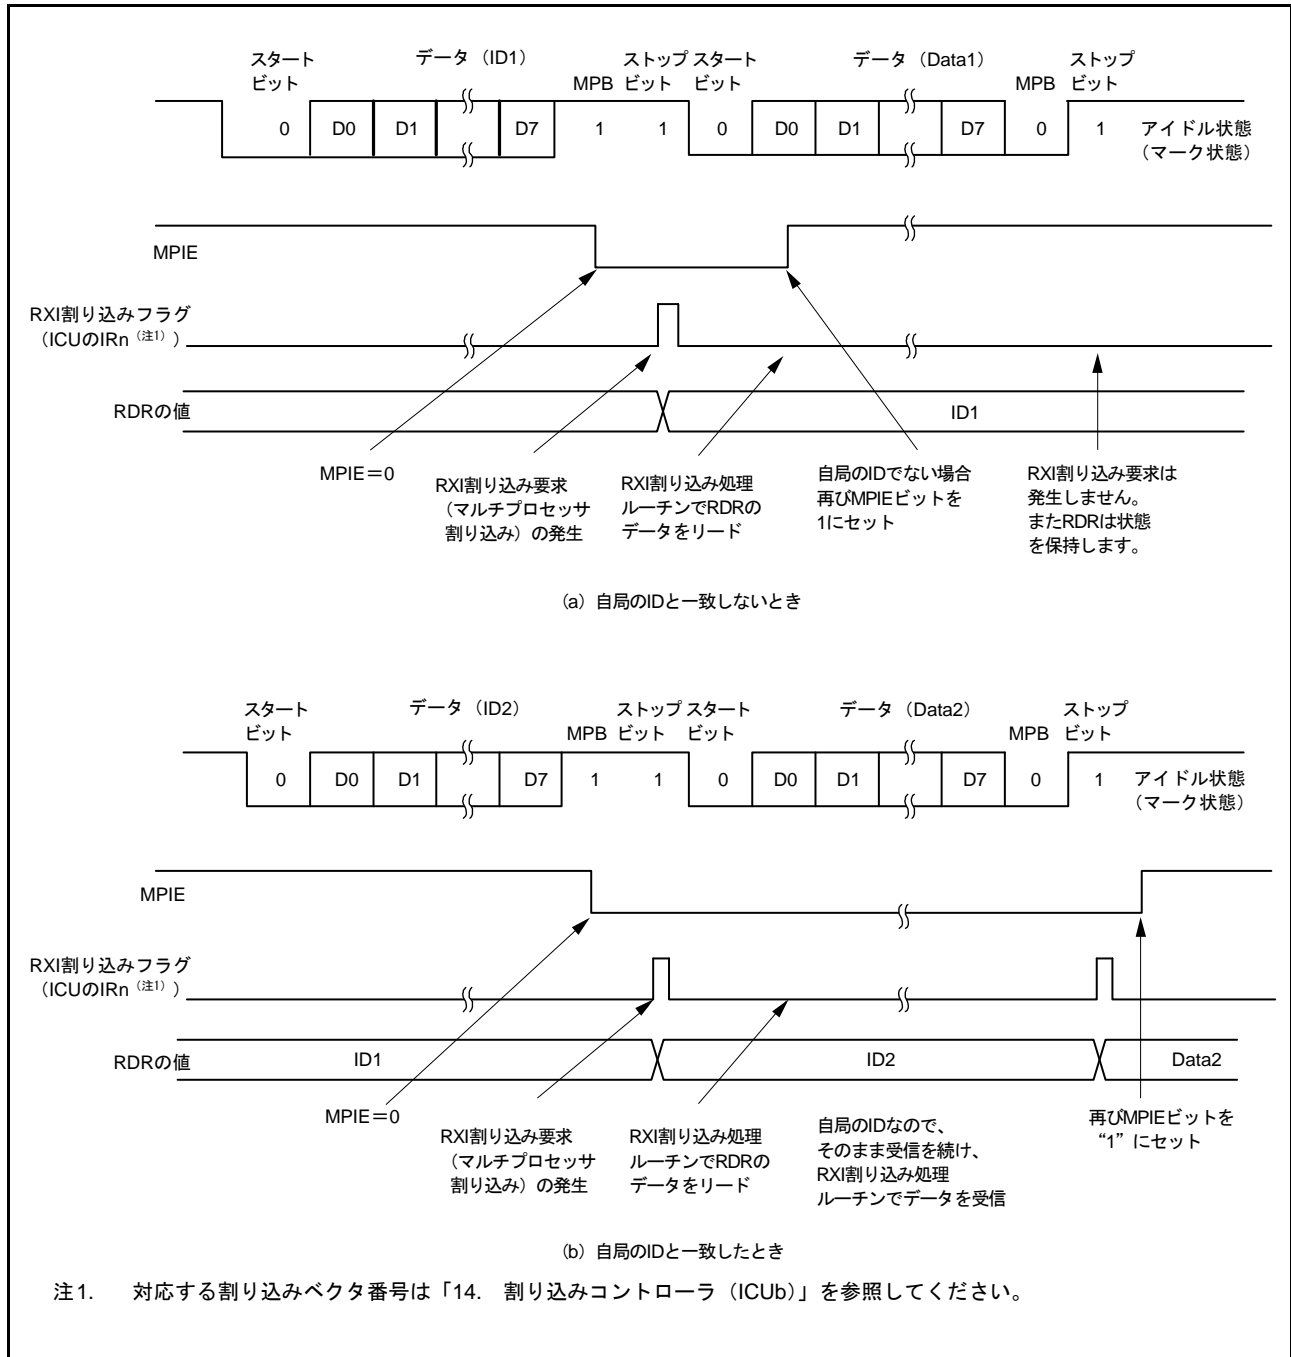 スタート データ（ID1） ストップ スタート データ（Data1） ストップ
ビット MPB ビット ビット MPB ビット
0 D0 D1 D7 1 1 0 D0 D1 D7 0 1 アイドル状態
（マーク状態）
MPIE
RXI割り込みフラグ
（ICUのIRn（注1））
RDRの値 ID1
MPIE＝0
RXI割り込み要求
（マルチプロセッサ
割り込み）の発生
RXI割り込み処理
ルーチンでRDRの
データをリード
自局のIDでない場合
再びMPIEビットを
1にセット
RXI割り込み要求は
発生しません。
またRDRは状態
を保持します。
（a）自局のIDと一致しないとき
スタート データ（ID2） ストップ スタート データ（Data2） ストップ
ビット MPB ビット ビット MPB ビット
0 D0 D1 D7 1 1 0 D0 D1 D7 0 1 アイドル状態
（マーク状態）
MPIE
RXI割り込みフラグ
（ICUのIRn（注1））
RDRの値 ID1 ID2 Data2
MPIE＝0
RXI割り込み要求
（マルチプロセッサ
割り込み）の発生
RXI割り込み処理
ルーチンでRDRの
データをリード
自局のIDなので、
そのまま受信を続け、
RXI割り込み処理
ルーチンでデータを受信
再びMPIEビットを
“1”にセット
（b）自局のIDと一致したとき
注1. 対応する割り込みベクタ番号は「14. 割り込みコントローラ（ICUb）」を参照してください。